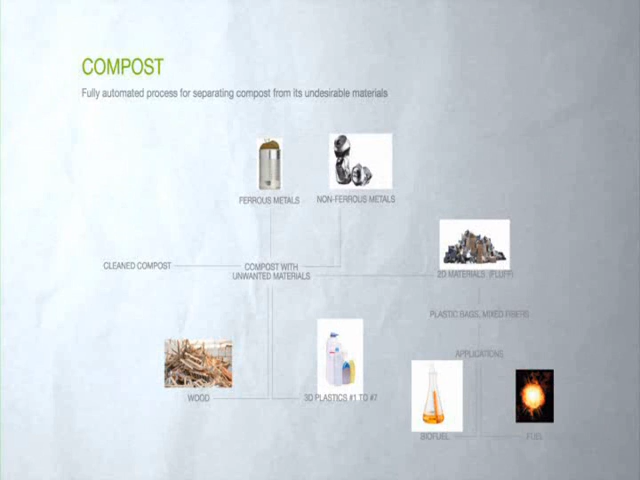 COMPOST
Fully automated process for separating compost from its undesirable materials
FERROUS METALS
NON-FERROUS METALS
CLEANED COMPOST
COMPOST WITH
UNWANTED MATERIALS
2D MATERIALS (FLUFF)
PLASTIC BAGS, MIXED FIBERS
APPLICATIONS
WOOD
3D PLASTICS #1 TO #7
BIOFUEL
FUEL